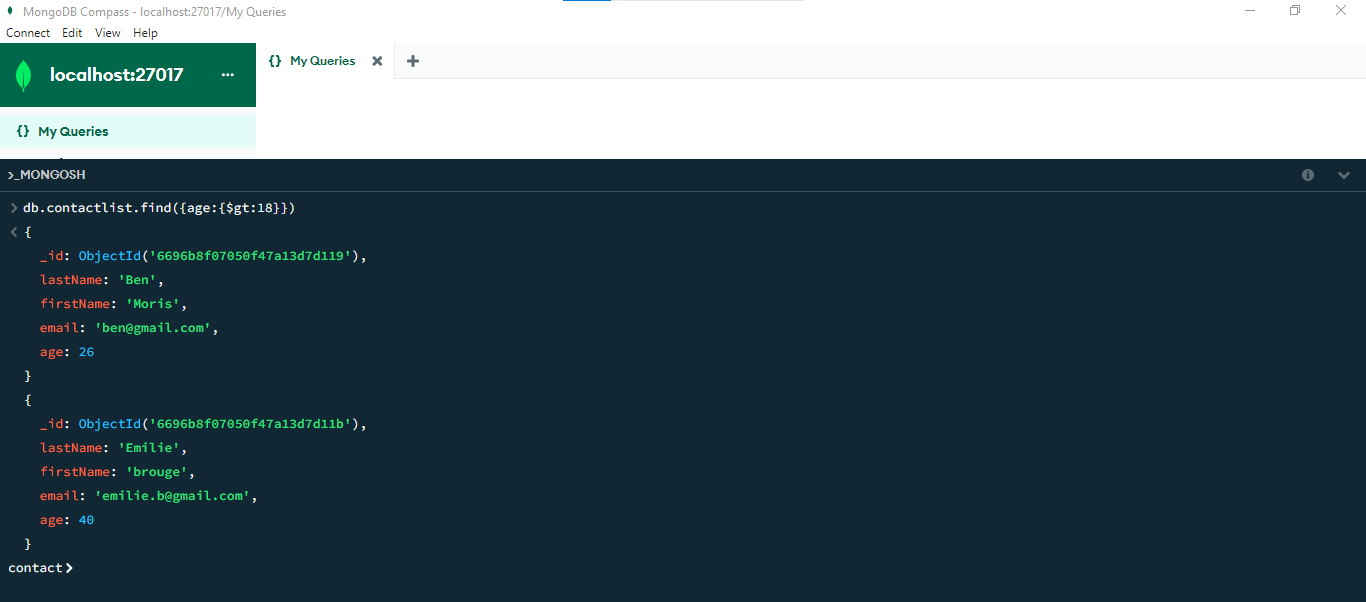 MongoDB Compass - localhost:27017/My Queries
Connect Edit View Help
localhost:27017 ...
{} My Queries
{} My Queries
>_MONGOSH
> db.contactlist.find({age:{$gt:18}})
< {
_id: ObjectId('6696b8f07050f47a13d7d119'),
lastName: 'Ben',
firstName: 'Moris',
email: 'ben@gmail.com',
age: 26
}
{
_id: ObjectId('6696b8f07050f47a13d7d11b'),
lastName: 'Emilie',
firstName: 'brouge',
email: 'emilie.b@gmail.com',
age: 40
}
contact>